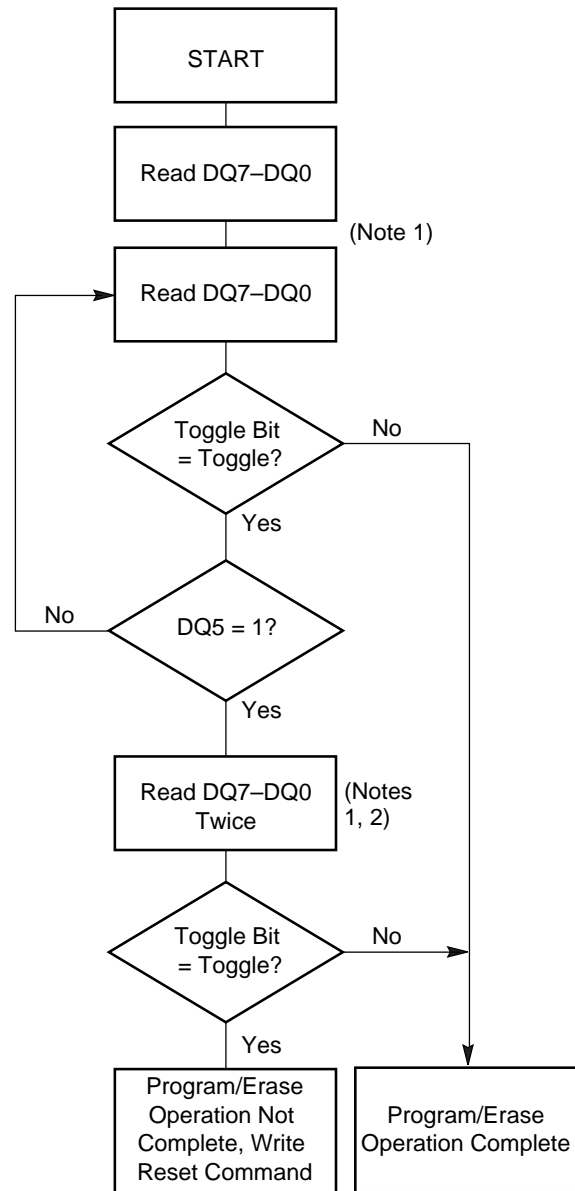 START
Read DQ7–DQ0
(Note 1)
Read DQ7–DQ0
Toggle Bit
= Toggle?
No
Yes
No
DQ5 = 1?
Yes
Read DQ7–DQ0
Twice
(Notes
1, 2)
Toggle Bit
= Toggle?
No
Yes
Program/Erase
Operation Not
Complete, Write
Reset Command
Program/Erase
Operation Complete